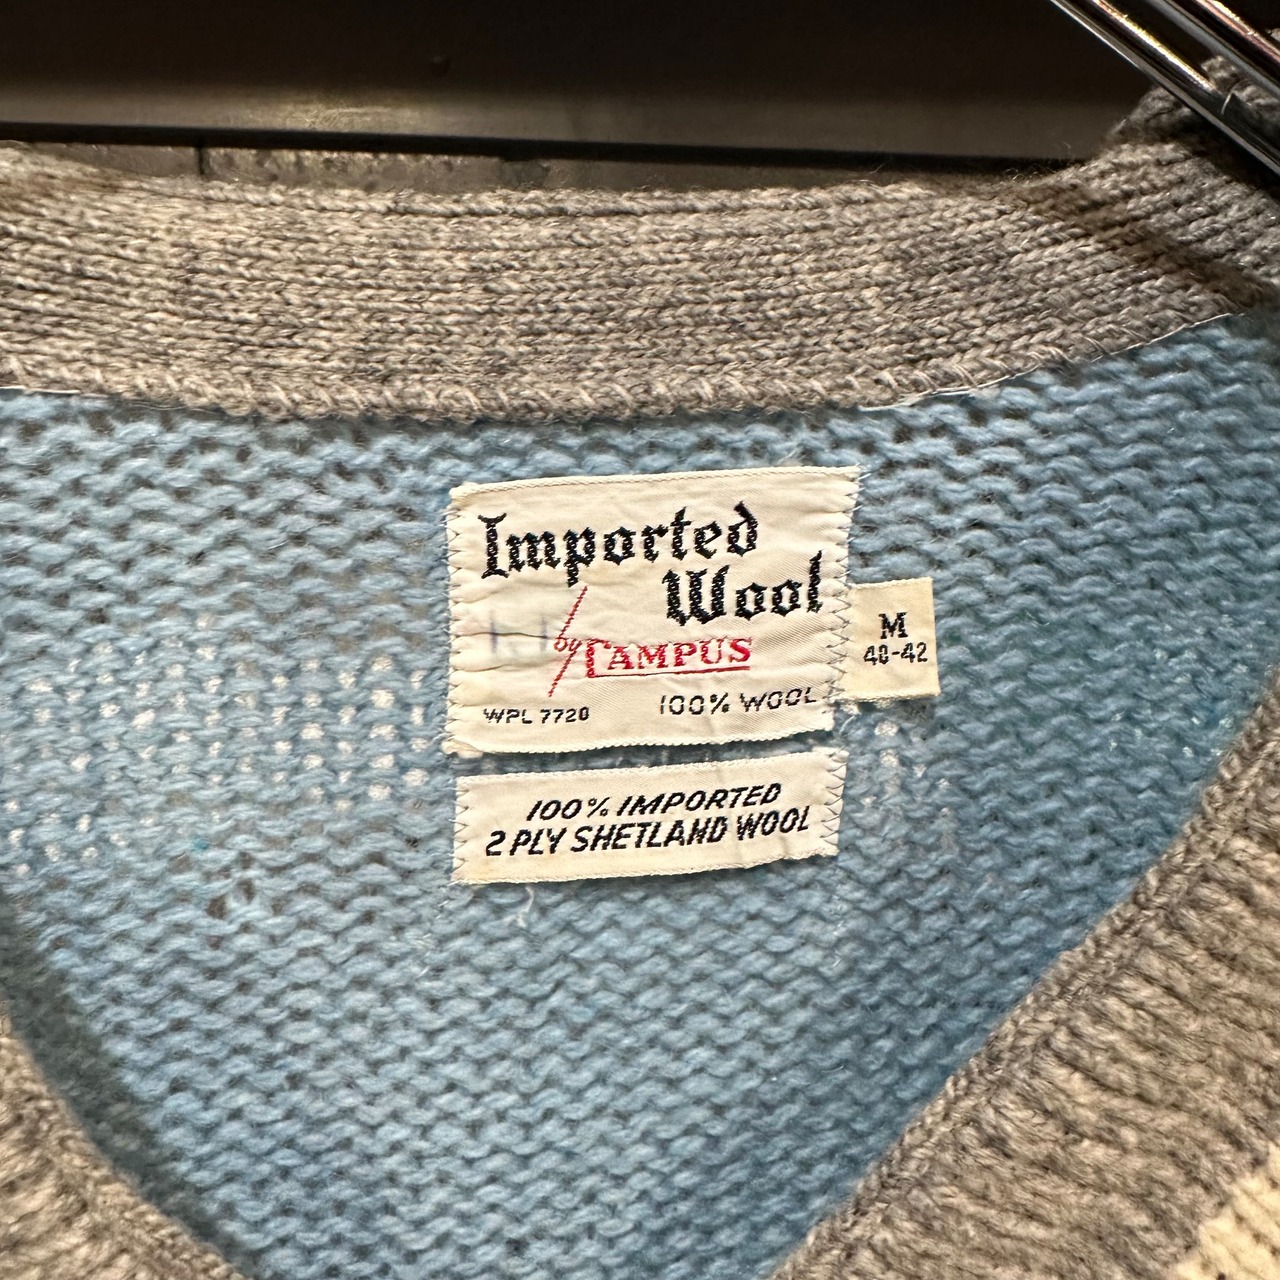 Imported
Wool
by CAMPUS
WPL 7720 100% WOOL
M
40-42
100% IMPORTED
2 PLY SHETLAND WOOL